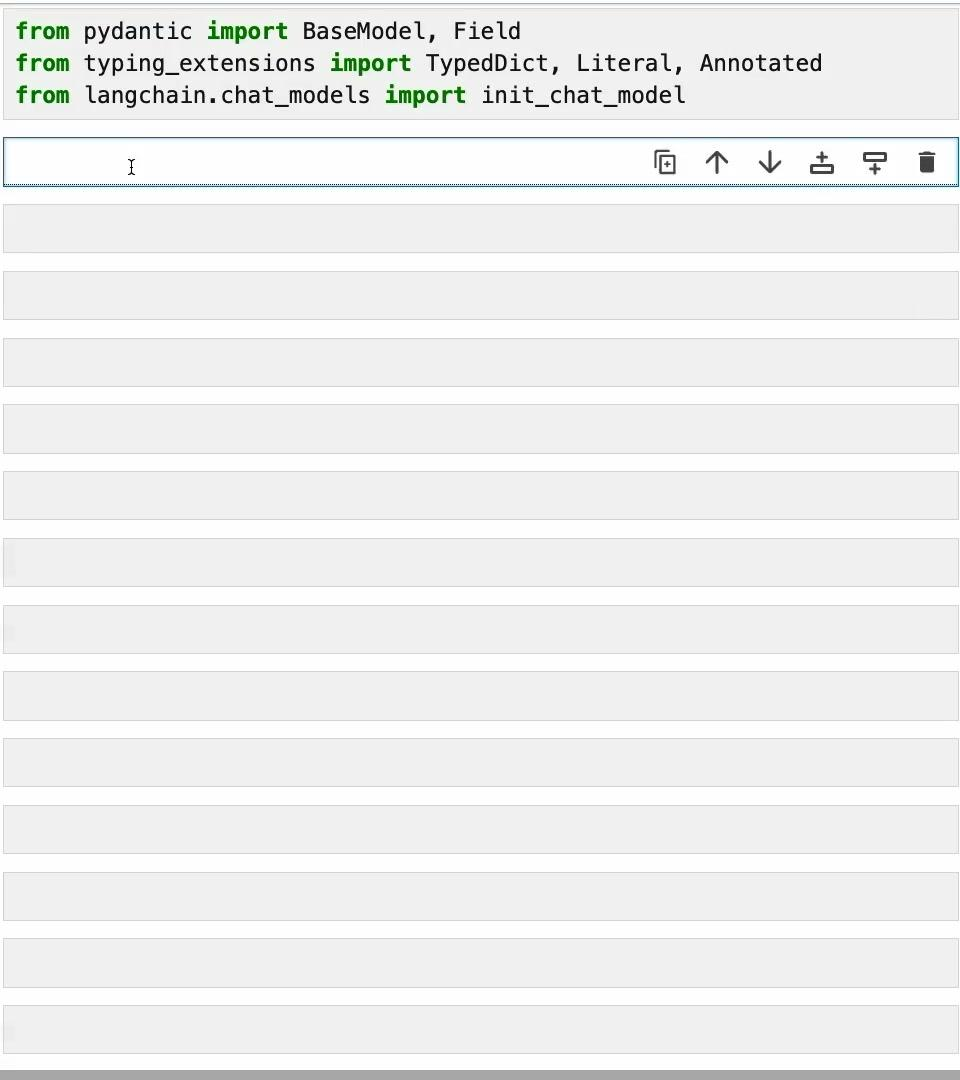 from pydantic import BaseModel, Field
from typing_extensions import TypedDict, Literal, Annotated
from langchain.chat_models import init_chat_model